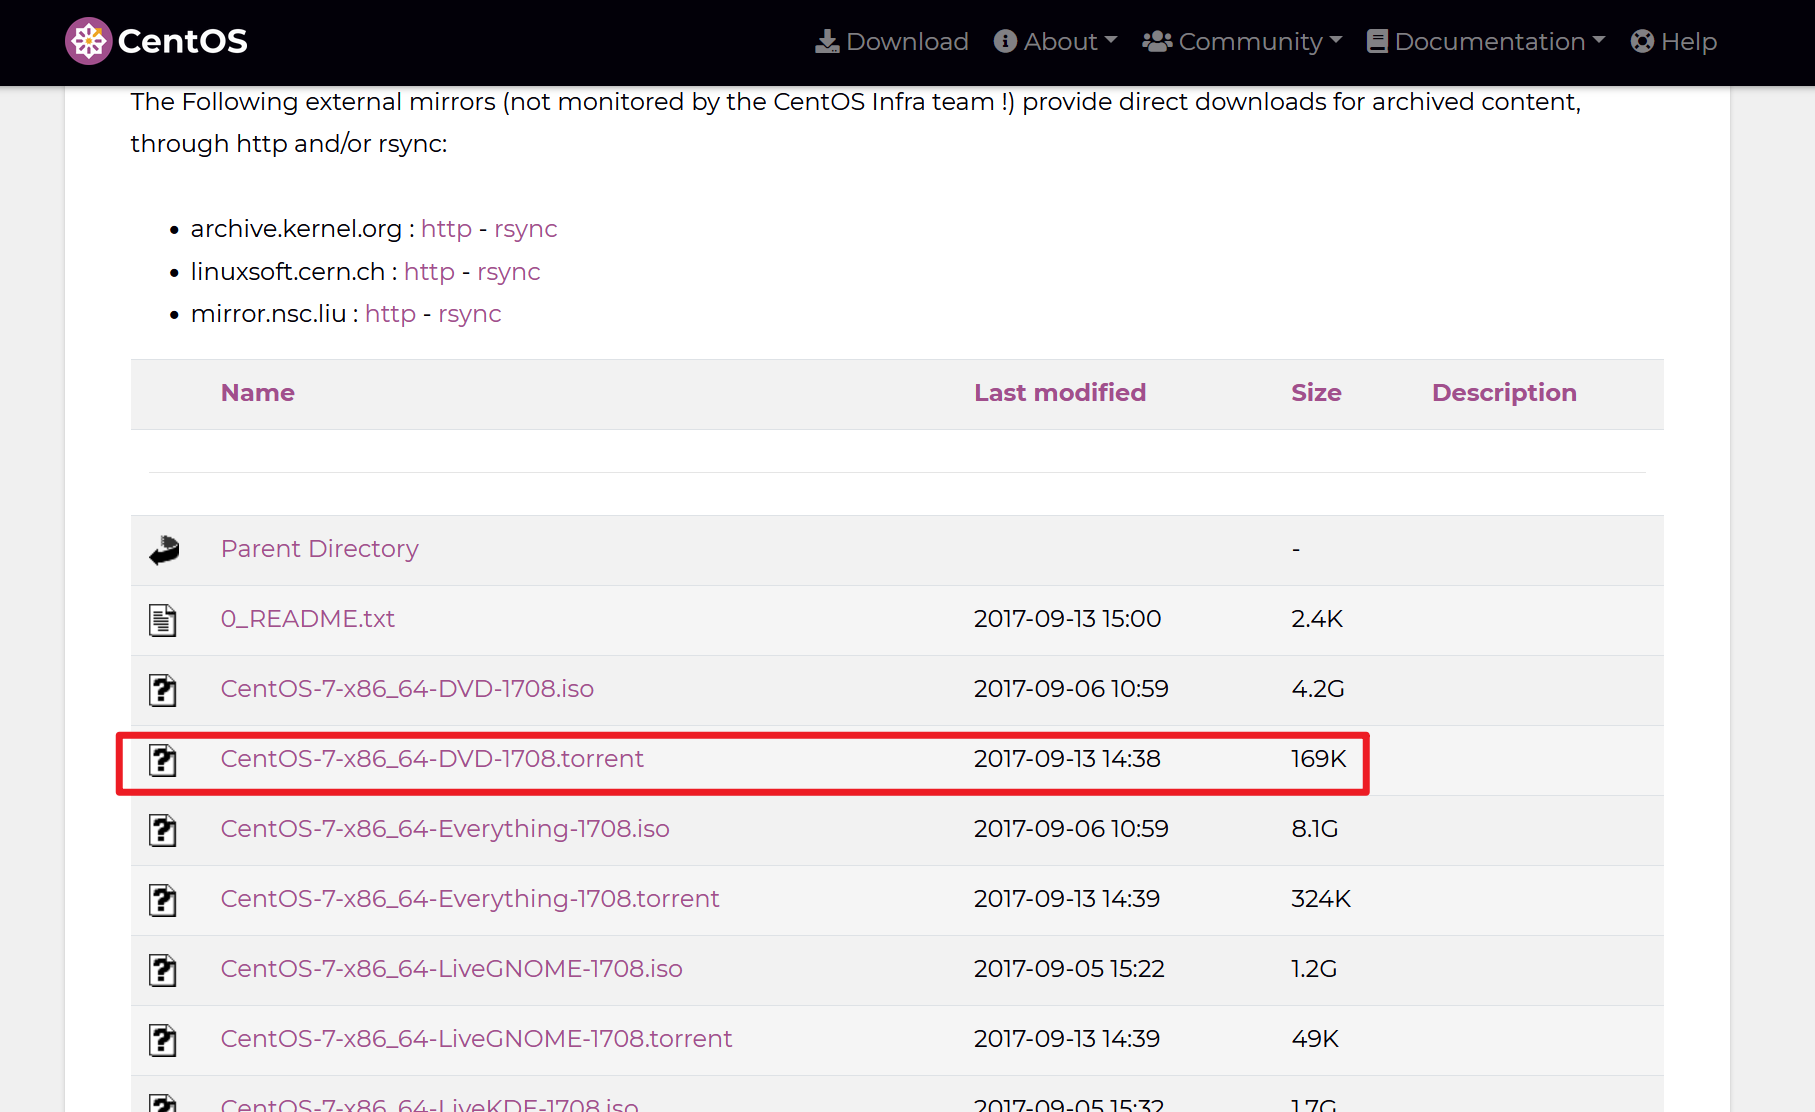 CentOS Download About Community Documentation Help
The Following external mirrors (not monitored by the CentOS Infra team !) provide direct downloads for archived content,
through http and/or rsync:
• archive.kernel.org : http - rsync
• linuxsoft.cern.ch : http - rsync
• mirror.nsc.liu : http - rsync
Name Last modified Size Description
Parent Directory -
0_README.txt 2017-09-13 15:00 2.4K
CentOS-7-x86_64-DVD-1708.iso 2017-09-06 10:59 4.2G
CentOS-7-x86_64-DVD-1708.torrent 2017-09-13 14:38 169K
CentOS-7-x86_64-Everything-1708.iso 2017-09-06 10:59 8.1G
CentOS-7-x86_64-Everything-1708.torrent 2017-09-13 14:39 324K
CentOS-7-x86_64-LiveGNOME-1708.iso 2017-09-05 15:22 1.2G
CentOS-7-x86_64-LiveGNOME-1708.torrent 2017-09-13 14:39 49K
CentOS-7-x86_64-LiveKDE-1708.iso 2017-09-05 15:32 1.7G